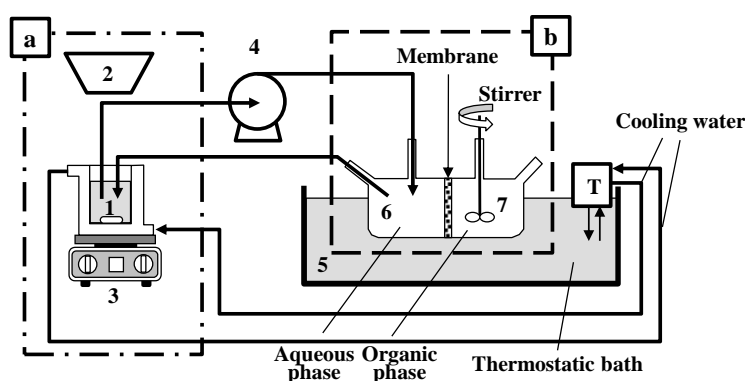 a
b
4
2
Membrane
Stirrer
Cooling water
T
1
6
7
3
5
Aqueous
phase
Organic
phase
Thermostatic bath